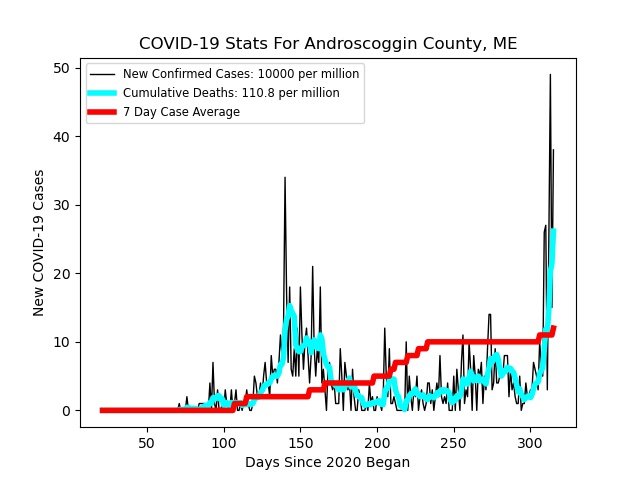 COVID-19 Stats For Androscoggin County, ME
New Confirmed Cases: 10000 per million
Cumulative Deaths: 110.8 per million
7 Day Case Average
50
40
30
20
10
0
New COVID-19 Cases
50 100 150 200 250 300
Days Since 2020 Began